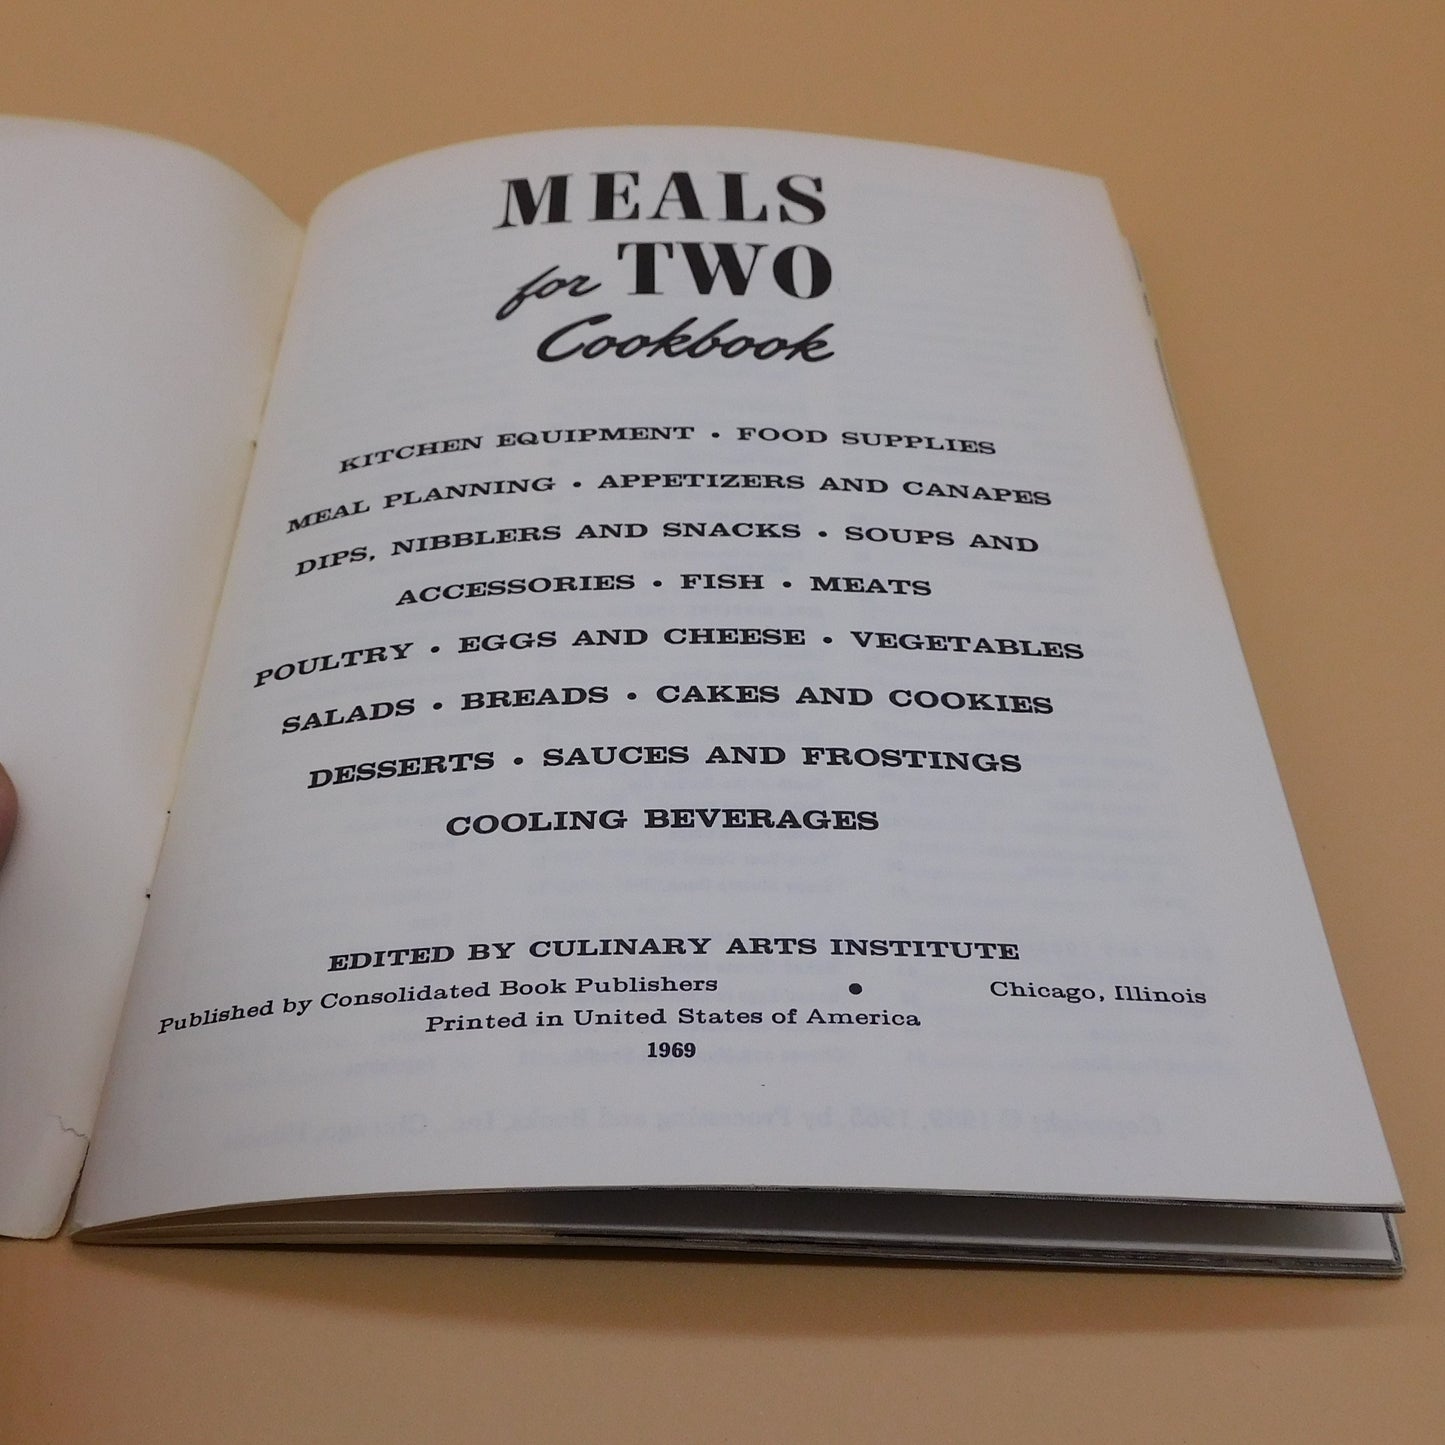 MEALS
for TWO
Cookbook
KITCHEN EQUIPMENT • FOOD SUPPLIES
MEAL PLANNING • APPETIZERS AND CANAPES
DIPS, NIBBLERS AND SNACKS • SOUPS AND
ACCESSORIES • FISH • MEATS
POULTRY • EGGS AND CHEESE • VEGETABLES
SALADS • BREADS • CAKES AND COOKIES
DESSERTS • SAUCES AND FROSTINGS
COOLING BEVERAGES
EDITED BY CULINARY ARTS INSTITUTE
Published by Consolidated Book Publishers • Chicago, Illinois
Printed in United States of America
1969